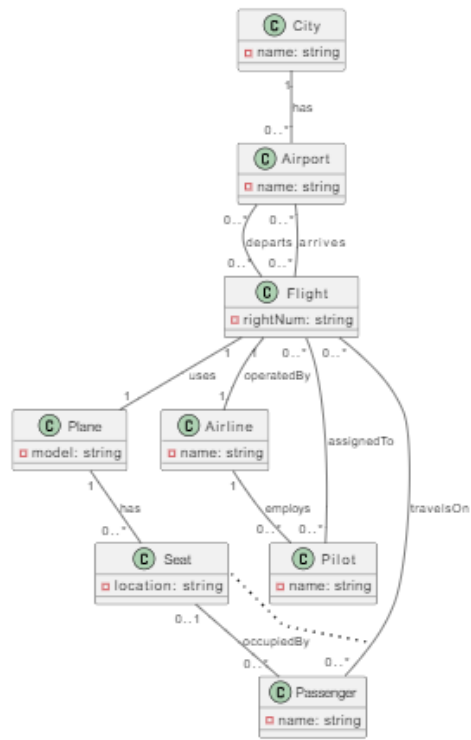 C City
name: string
1
has
0..*
C Airport
name: string
0..* 0..*
departs arrives
0..* 0..*
C Flight
rightNum: string
1 1 0..* 0..*
uses operatedBy
1 1
C Plane C Airline
model: string name: string
assignedTo
1 1
has employs travelsOn
0..* 0..* 0..*
C Seat C Pilot
location: string name: string
0..1
occupiedBy
0..* 0..*
C Passenger
name: string